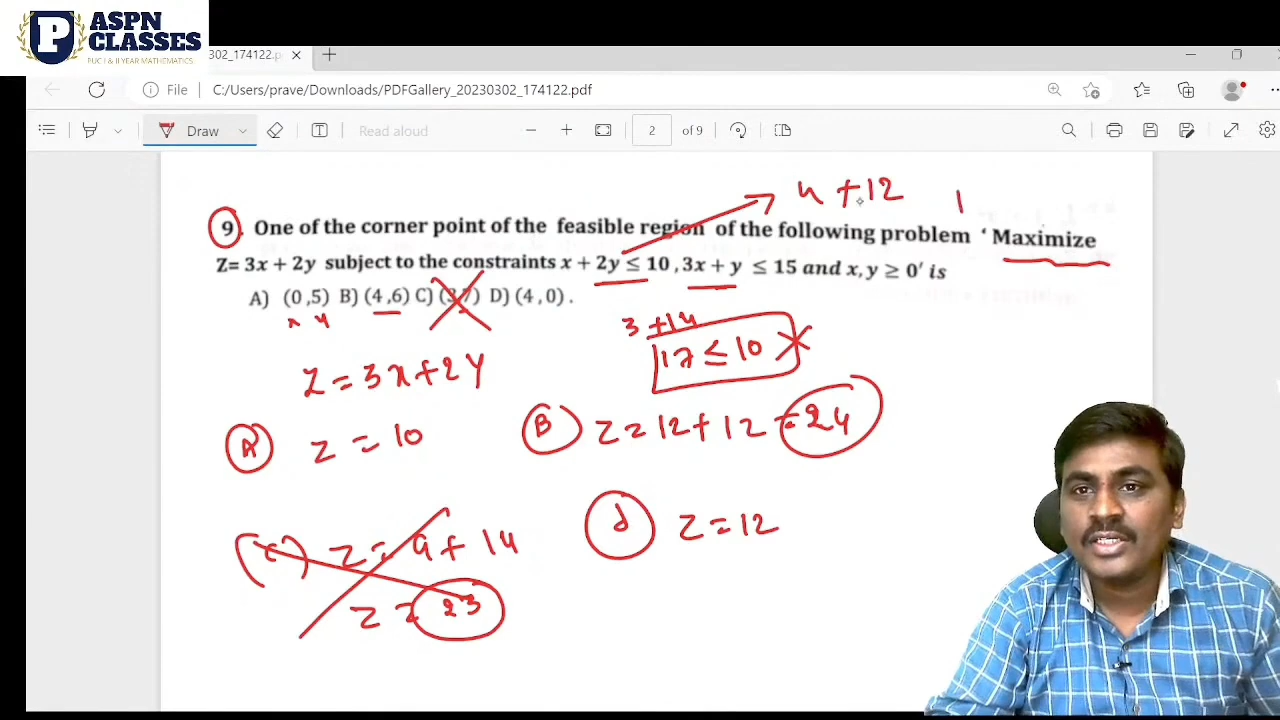 ASPN
CLASSES
PUC I & II YEAR MATHEMATICS
302_174122.p
File C:/Users/prave/Downloads/PDFGallery_20230302_174122.pdf
Draw Read aloud 2 of 9
4 + 12
9. One of the corner point of the feasible region of the following problem ‘ Maximize
Z= 3x + 2y subject to the constraints x + 2y ≤ 10 ,3x + y ≤ 15 and x, y ≥ 0′ is
A) (0 ,5) B) (4 ,6) C) (3,7) D) (4 , 0) .
x y
3 + 14
Z = 3x + 2y
17 ≤ 10
A z = 10
B z = 12 + 12 = 24
(c) z = 9 + 14
d z = 12
z = 23